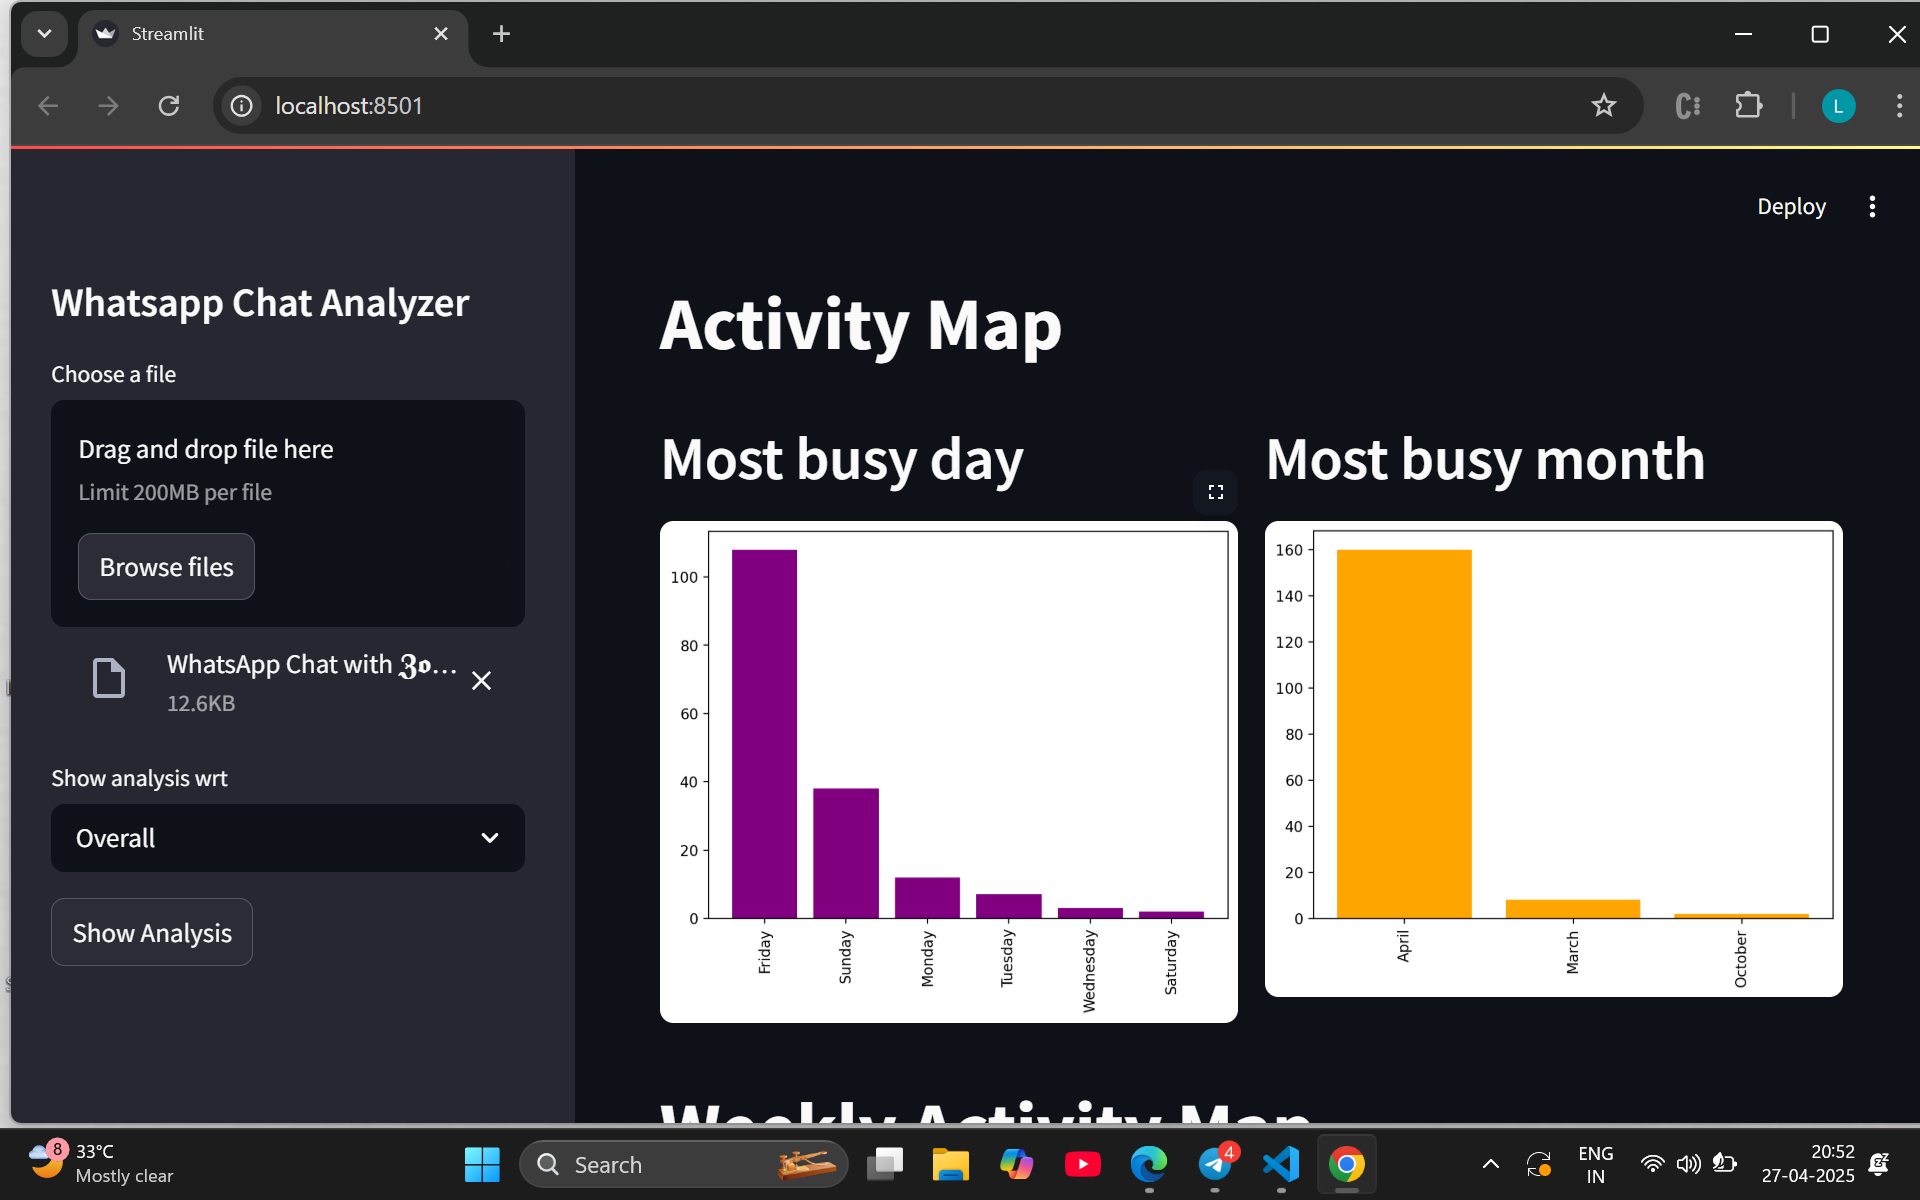 Streamlit
localhost:8501
L
Deploy
Whatsapp Chat Analyzer
Choose a file
Drag and drop file here
Limit 200MB per file
Browse files
WhatsApp Chat with 𝕴𝖔...
12.6KB
Show analysis wrt
Overall
Show Analysis
Activity Map
Most busy day
100
80
60
40
20
0
Friday
Sunday
Monday
Tuesday
Wednesday
Saturday
Most busy month
160
140
120
100
80
60
40
20
0
April
March
October
Weekly Activity Map
8
33°C
Mostly clear
Search
4
ENG
IN
20:52
27-04-2025